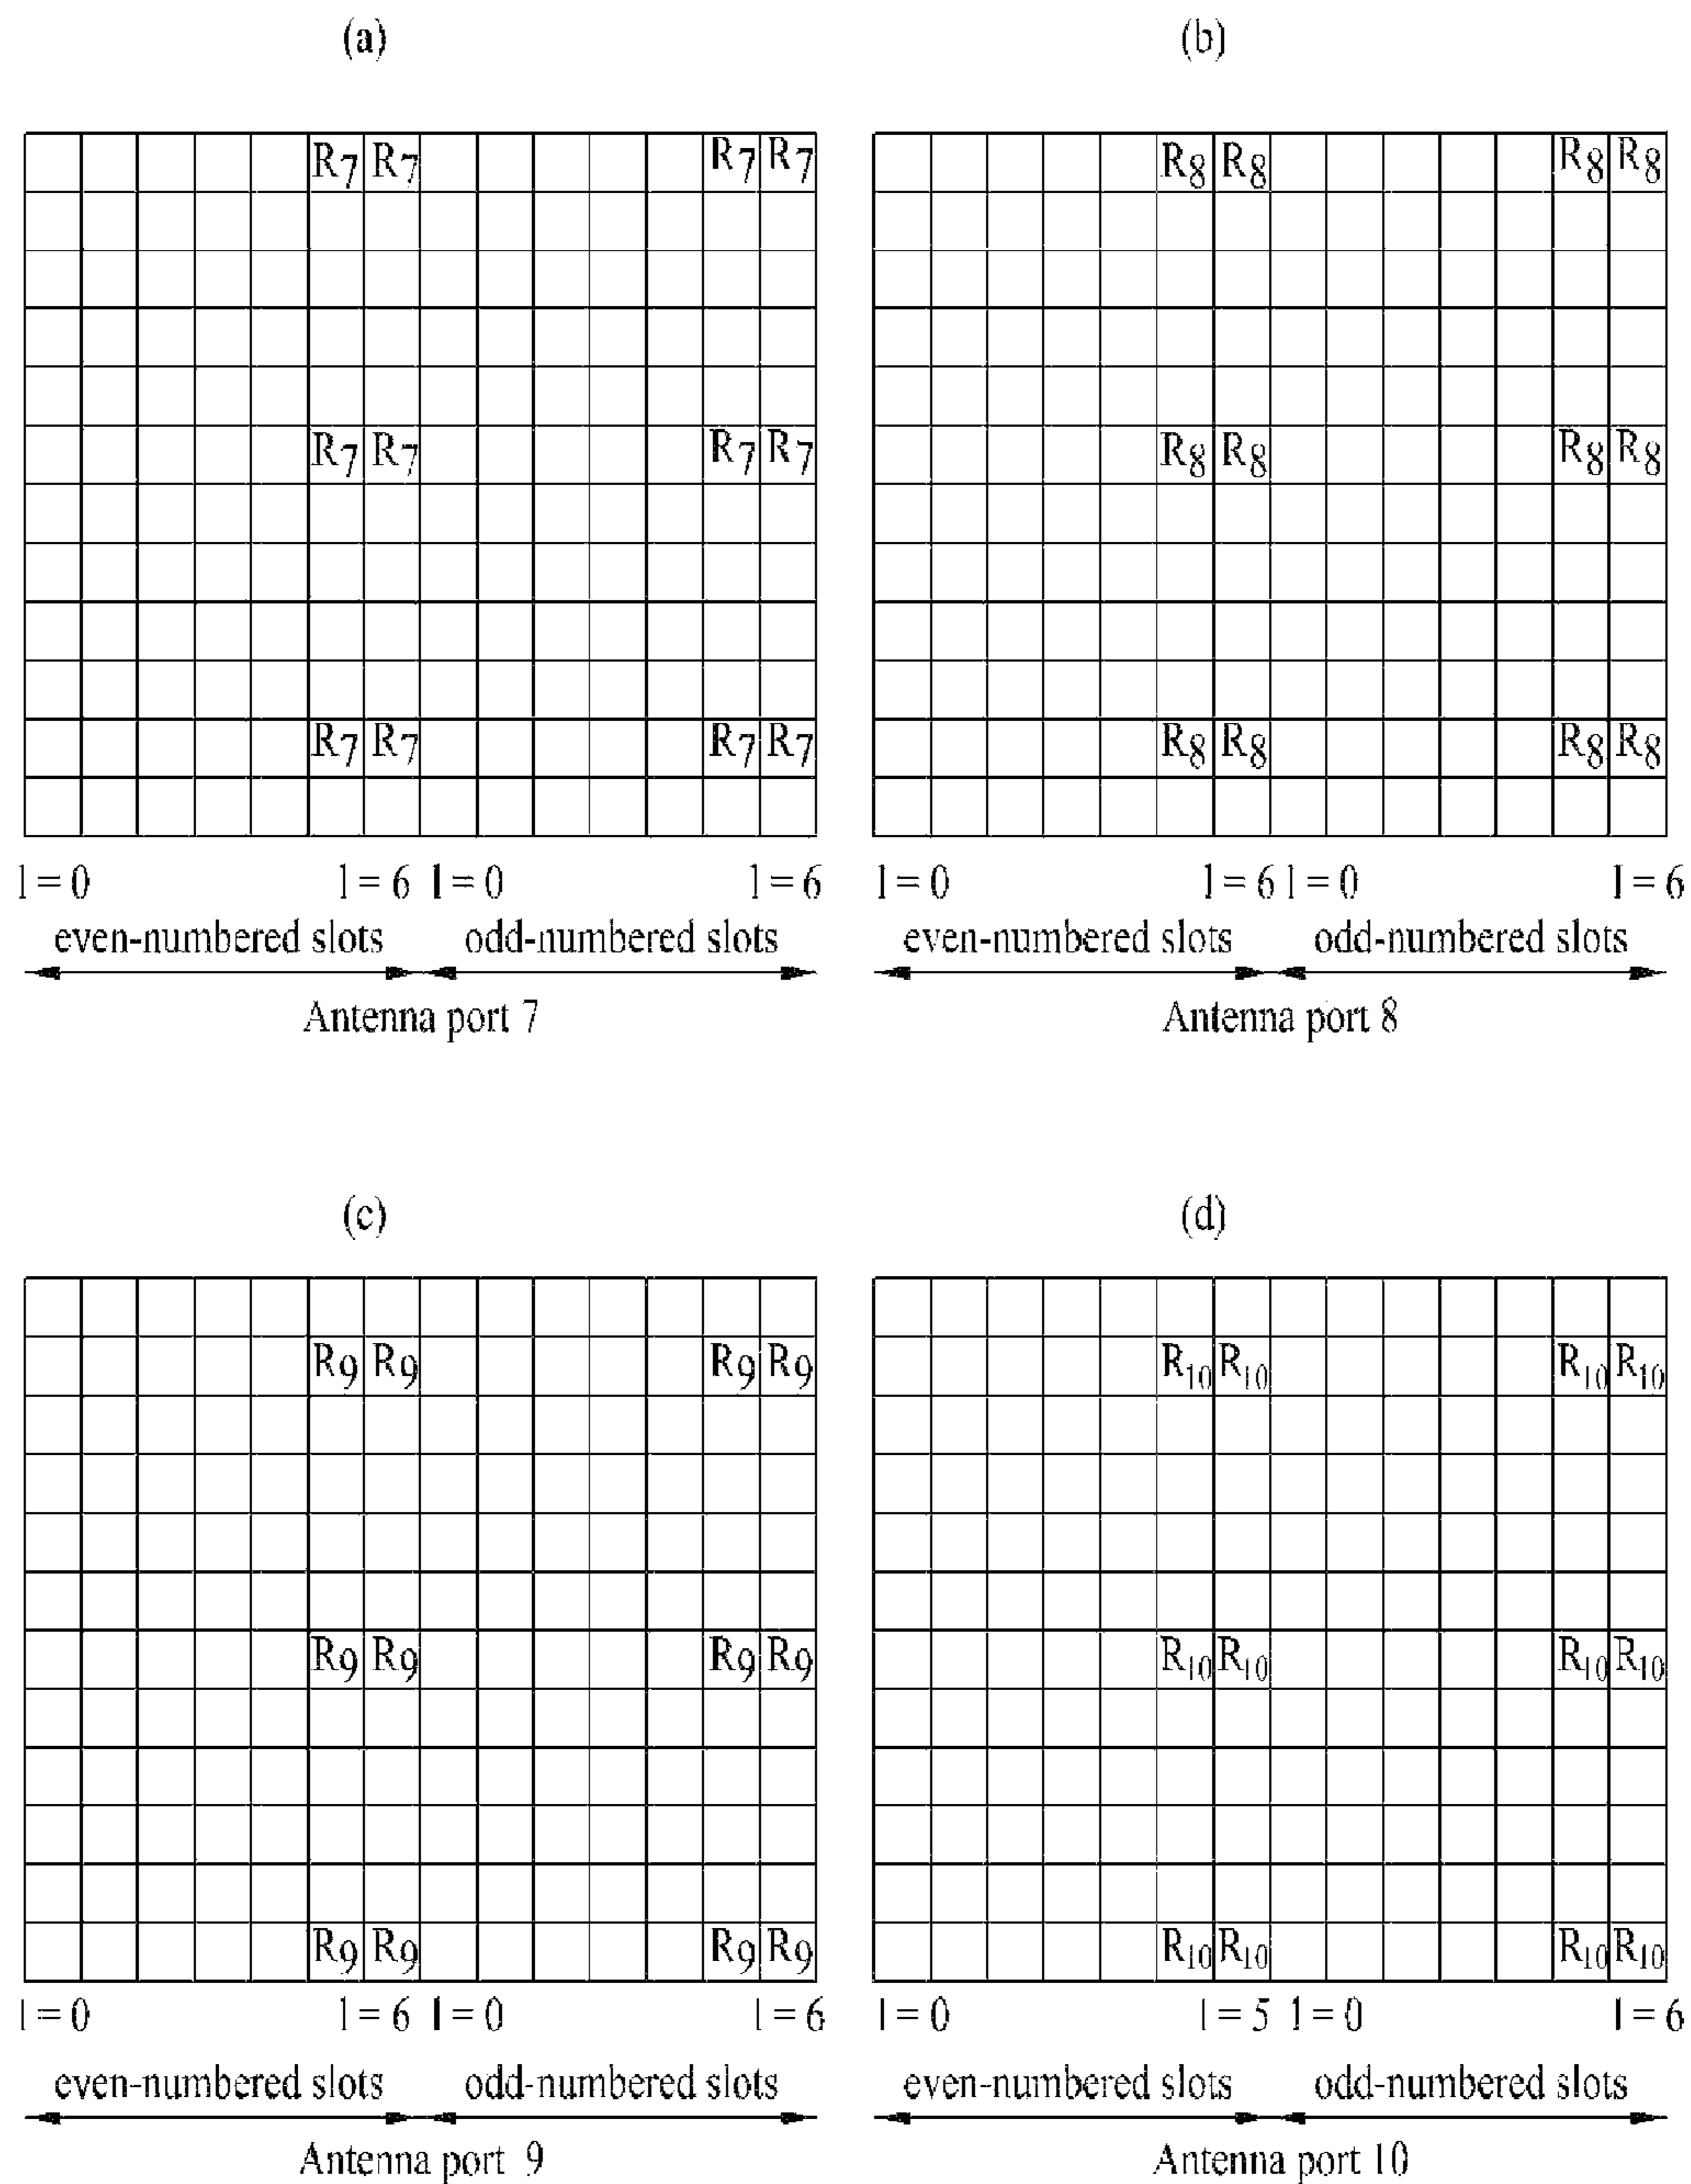 (a) (b)
R7 R7 R7 R7 R8 R8 R8 R8
R7 R7 R7 R7 R8 R8 R8 R8
R7 R7 R7 R7 R8 R8 R8 R8
l = 0 l = 6 l = 0 l = 6 l = 0 l = 6 l = 0 l = 6
even-numbered slots odd-numbered slots even-numbered slots odd-numbered slots
Antenna port 7 Antenna port 8
(c) (d)
R9 R9 R9 R9 R10 R10 R10 R10
R9 R9 R9 R9 R10 R10 R10 R10
R9 R9 R9 R9 R10 R10 R10 R10
l = 0 l = 6 l = 0 l = 6 l = 0 l = 5 l = 0 l = 6
even-numbered slots odd-numbered slots even-numbered slots odd-numbered slots
Antenna port 9 Antenna port 10